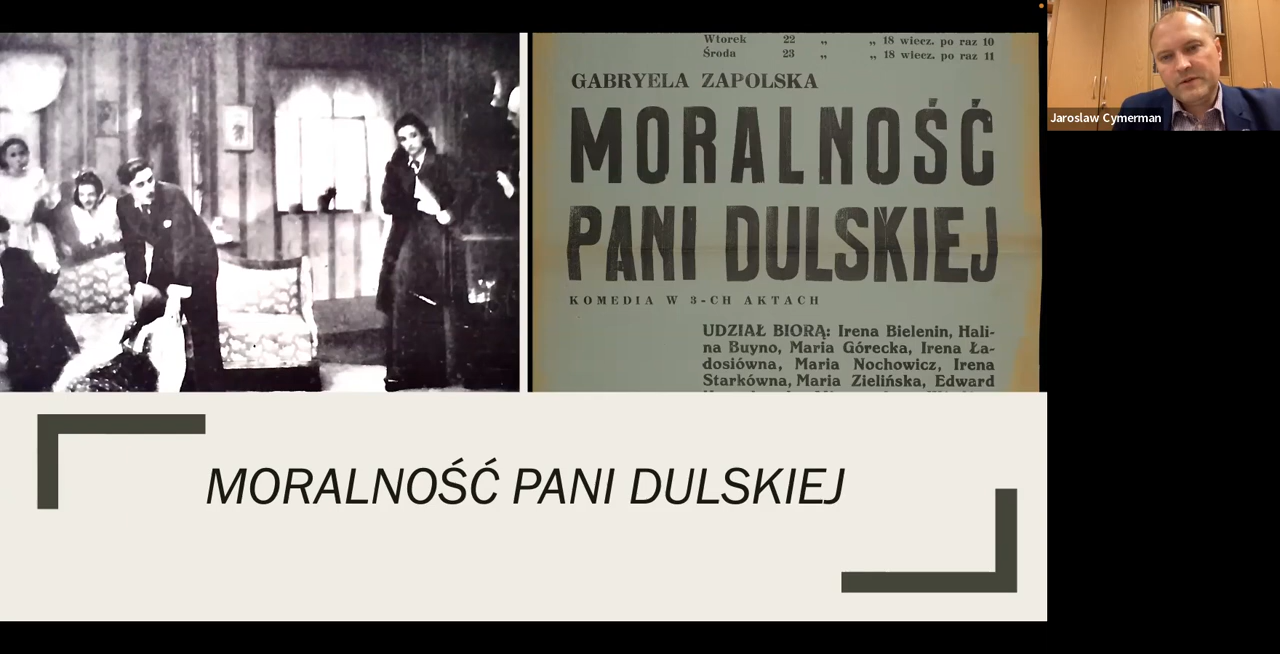 Wtorek 22 „ „ 18 wiecz. po raz 10
Środa 23 „ „ 18 wiecz. po raz 11
GABRYELA ZAPOLSKA
MORALNOŚĆ
PANI DULSKIEJ
KOMEDIA W 3-CH AKTACH
UDZIAŁ BIORĄ: Irena Bielenin, Hali-
na Buyno, Maria Górecka, Irena Ła-
dosiówna, Maria Nochowicz, Irena
Starkówna, Maria Zielińska, Edward
MORALNOŚĆ PANI DULSKIEJ
Jaroslaw Cymerman